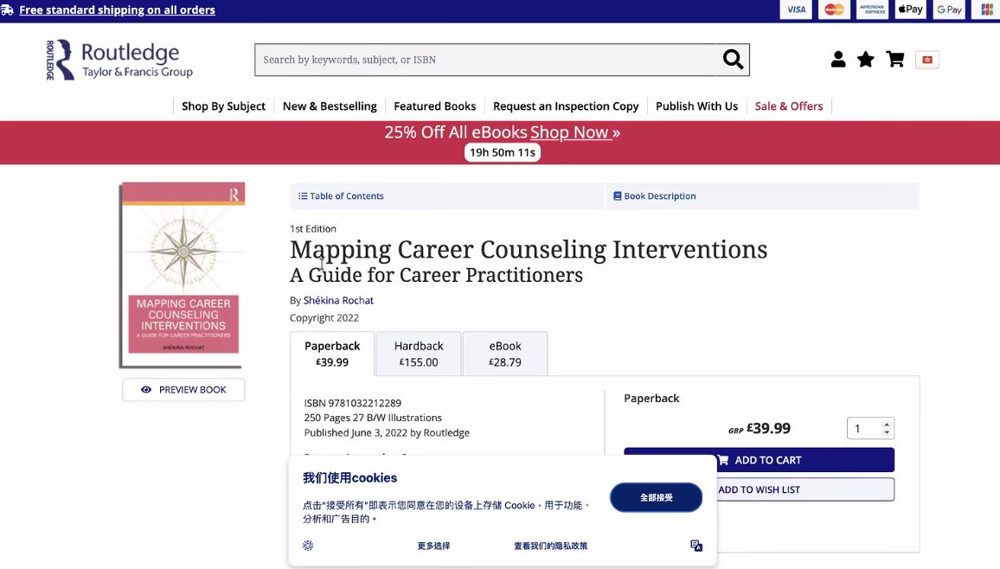 Free standard shipping on all orders
VISA
AMERICAN EXPRESS
Pay
G Pay
ROUTLEDGE
Routledge
Taylor & Francis Group
Search by keywords, subject, or ISBN
Shop By Subject
New & Bestselling
Featured Books
Request an Inspection Copy
Publish With Us
Sale & Offers
25% Off All eBooks Shop Now »
19h 50m 11s
R
MAPPING CAREER
COUNSELING
INTERVENTIONS
A GUIDE FOR CAREER PRACTITIONERS
SHÉKINA ROCHAT
PREVIEW BOOK
Table of Contents
Book Description
1st Edition
Mapping Career Counseling Interventions
A Guide for Career Practitioners
By Shékina Rochat
Copyright 2022
Paperback
£39.99
Hardback
£155.00
eBook
£28.79
ISBN 9781032212289
250 Pages 27 B/W Illustrations
Published June 3, 2022 by Routledge
Paperback
GBP £39.99
1
ADD TO CART
ADD TO WISH LIST
我们使用cookies
点击“接受所有”即表示您同意在您的设备上存储 Cookie，用于功能、
分析和广告目的。
全部接受
更多选择
查看我们的隐私政策